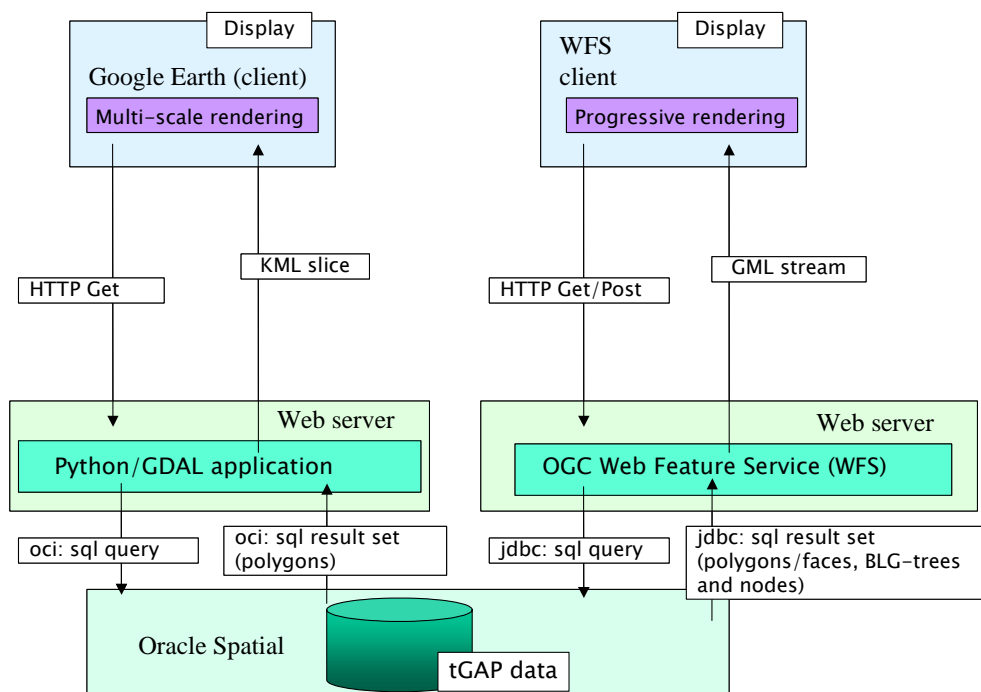 Display
Google Earth (client)
Multi-scale rendering
Display
WFS
client
Progressive rendering
KML slice
HTTP Get
GML stream
HTTP Get/Post
Web server
Python/GDAL application
Web server
OGC Web Feature Service (WFS)
oci: sql query
oci: sql result set
(polygons)
jdbc: sql query
jdbc: sql result set
(polygons/faces, BLG-trees
and nodes)
Oracle Spatial
tGAP data